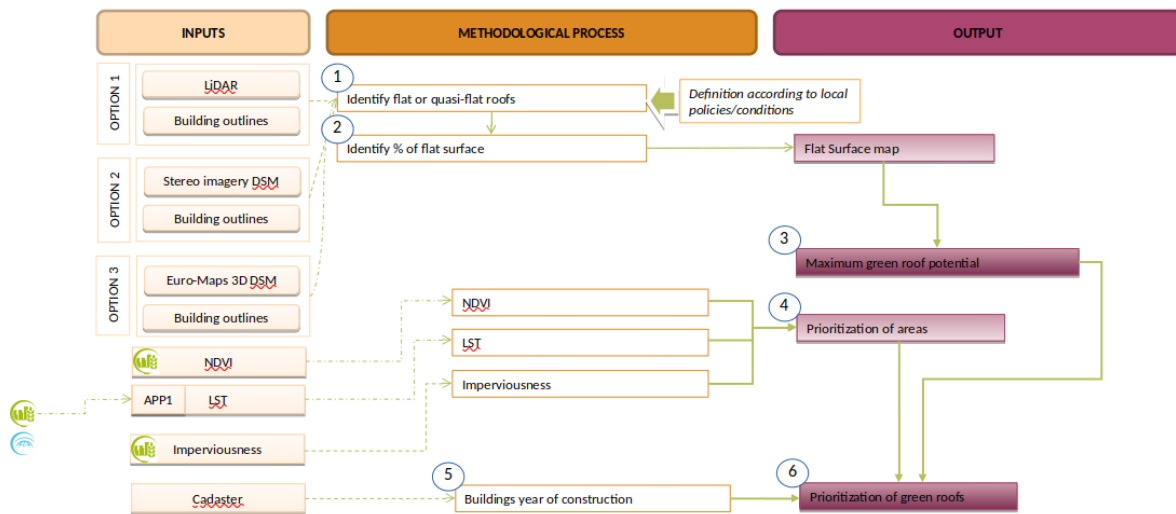 INPUTS
METHODOLOGICAL PROCESS
OUTPUT
OPTION 1
LiDAR
Building outlines
1
Identify flat or quasi-flat roofs
Definition according to local
policies/conditions
2
Identify % of flat surface
Flat Surface map
OPTION 2
Stereo imagery DSM
Building outlines
3
Maximum green roof potential
OPTION 3
Euro-Maps 3D DSM
Building outlines
NDVI
LST
Imperviousness
4
Prioritization of areas
NDVI
APP1
LST
Imperviousness
Cadaster
5
Buildings year of construction
6
Prioritization of green roofs